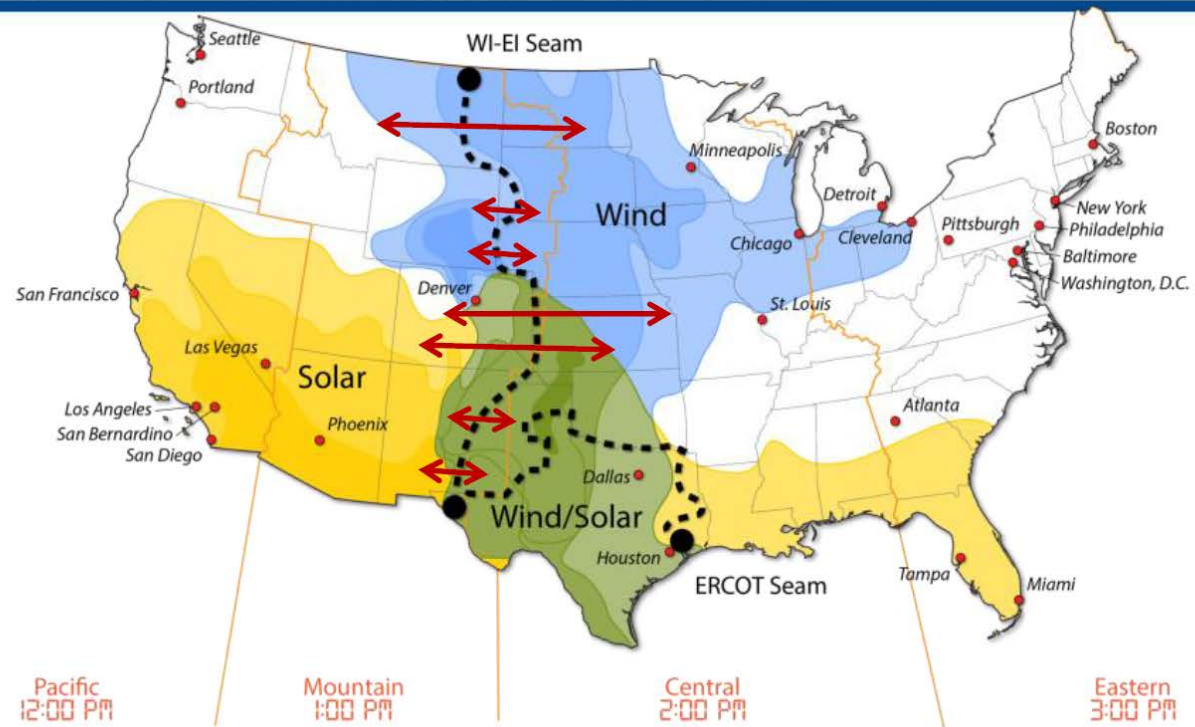 WI-EI Seam
Seattle
Portland
Boston
Minneapolis
Detroit
New York
Wind
Pittsburgh
Philadelphia
Chicago
Cleveland
Baltimore
Washington, D.C.
San Francisco
Denver
St. Louis
Las Vegas
Solar
Los Angeles
Phoenix
Atlanta
San Bernardino
San Diego
Dallas
Wind/Solar
Houston
ERCOT Seam
Tampa
Miami
Pacific
12:00 PM
Mountain
1:00 PM
Central
2:00 PM
Eastern
3:00 PM